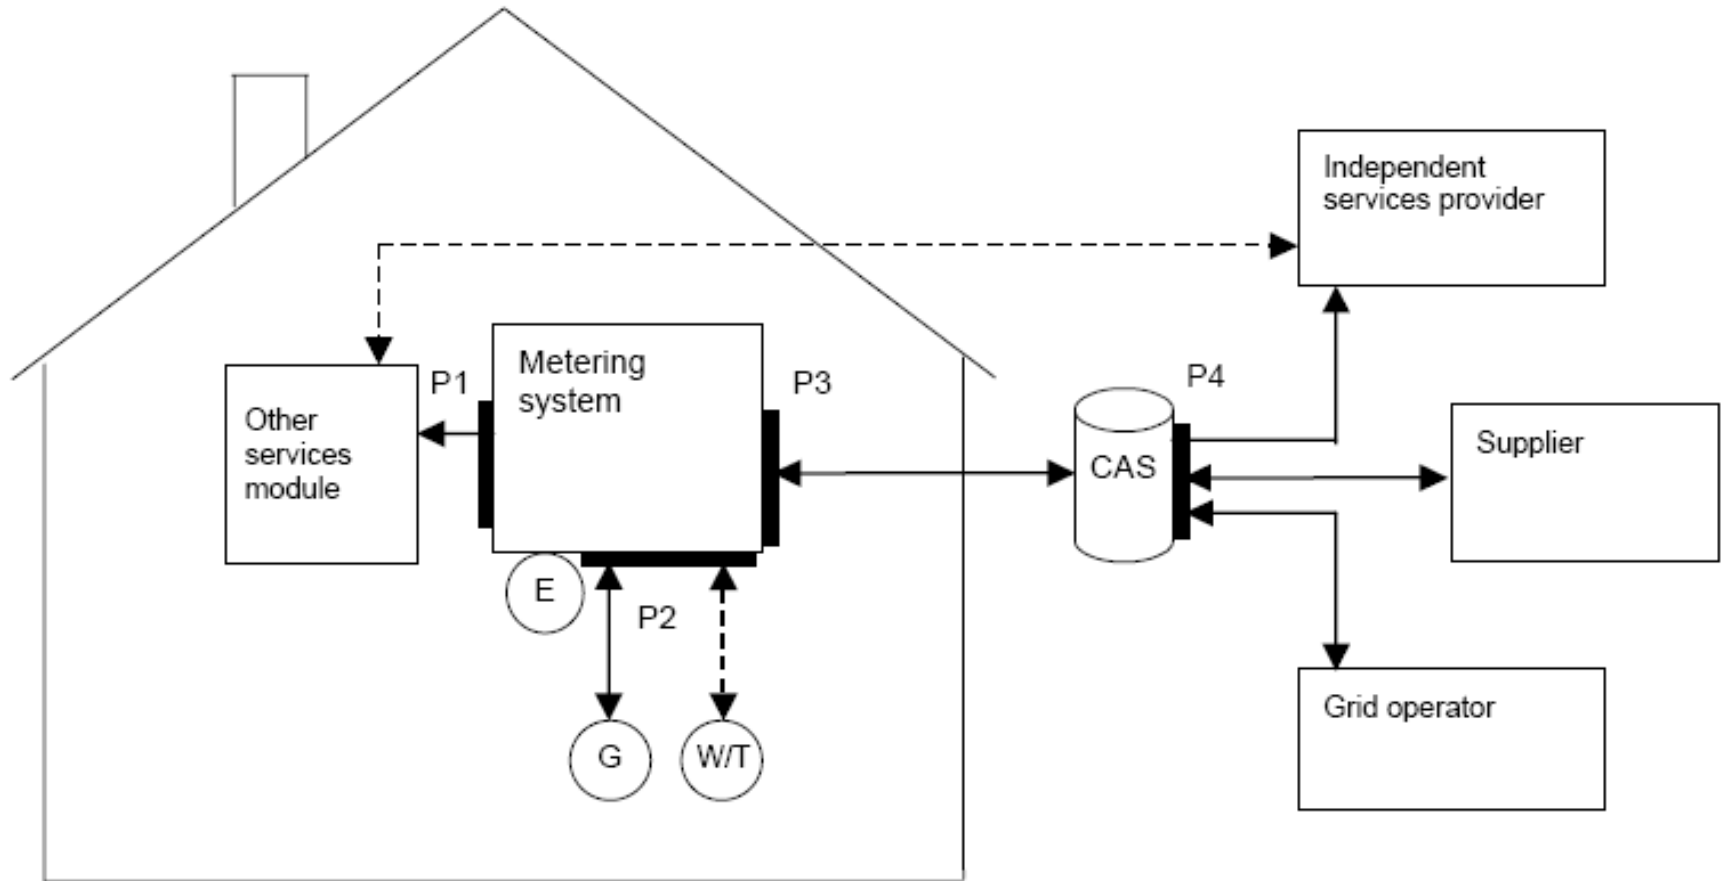 Independent
services provider
Metering
system
P1
P3
P4
Other
services
module
CAS
Supplier
E
P2
G
W/T
Grid operator